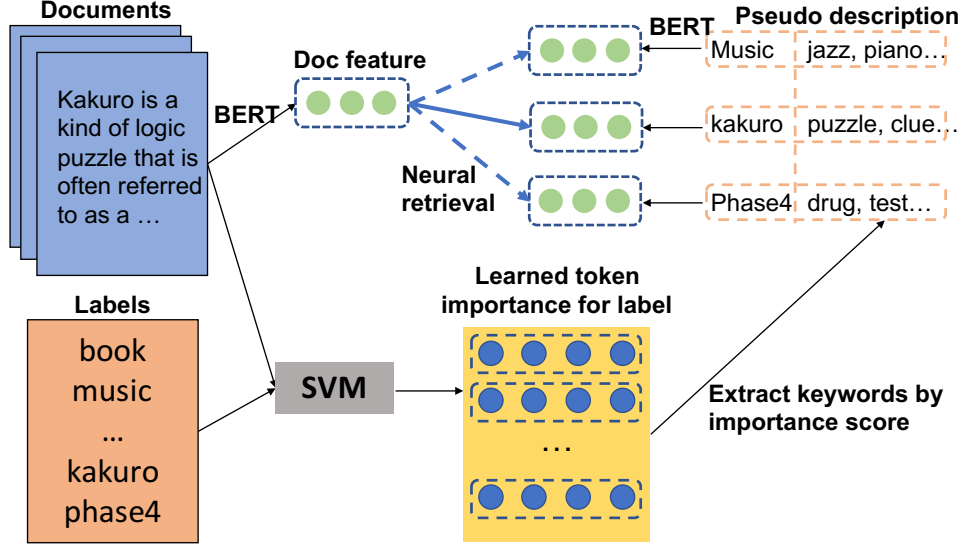 Documents
Kakuro is a
kind of logic
puzzle that is
often referred
to as a …
BERT
Doc feature
Neural
retrieval
BERT
Pseudo description
Music jazz, piano…
kakuro puzzle, clue…
Phase4 drug, test…
Labels
book
music
...
kakuro
phase4
SVM
Learned token
importance for label
...
Extract keywords by
importance score